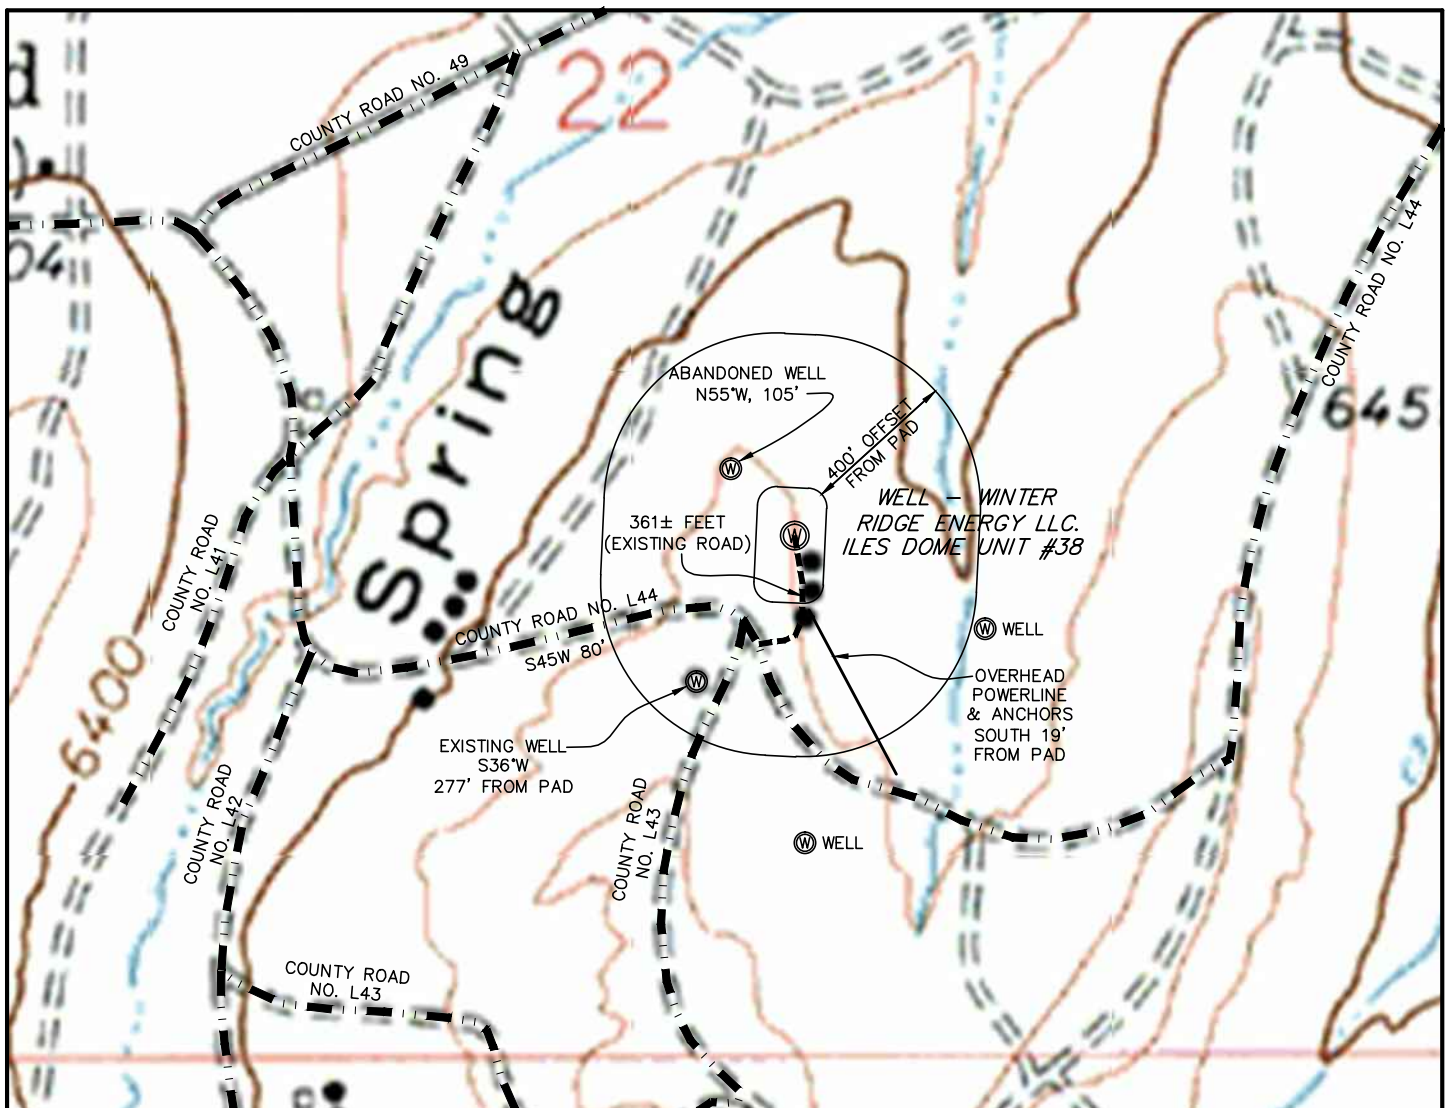 d
COUNTY ROAD NO. 49
22
04
Spring
COUNTY ROAD NO. L44
645
ABANDONED WELL
N55°W, 105'
400' OFFSET
FROM PAD
WELL – WINTER
RIDGE ENERGY LLC.
ILES DOME UNIT #38
361± FEET
(EXISTING ROAD)
W
W
COUNTY ROAD
NO. L41
COUNTY ROAD NO. L44
S45W 80'
W WELL
6400
W
OVERHEAD
POWERLINE
& ANCHORS
SOUTH 19'
FROM PAD
EXISTING WELL
S36°W
277' FROM PAD
COUNTY ROAD
NO. L42
COUNTY ROAD
NO. L43
W WELL
COUNTY ROAD
NO. L43